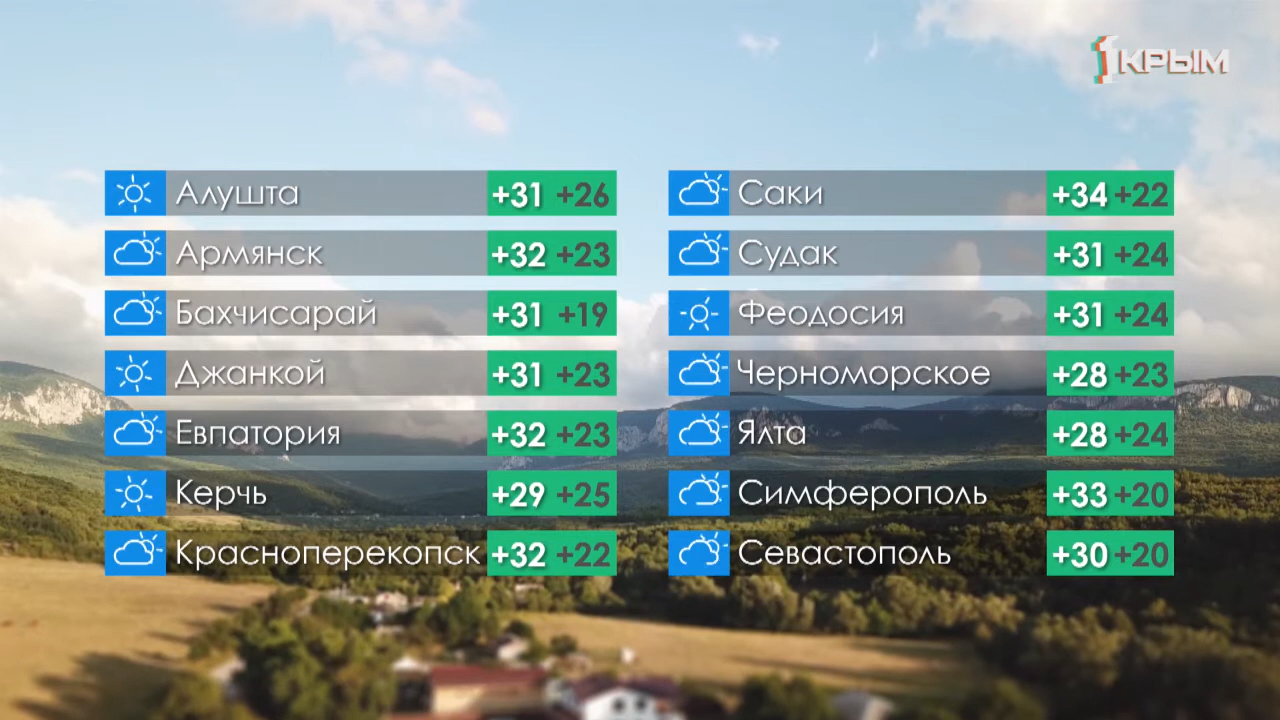 1 КРЫМ
Алушта +31 +26
Армянск +32 +23
Бахчисарай +31 +19
Джанкой +31 +23
Евпатория +32 +23
Керчь +29 +25
Красноперекопск +32 +22
Саки +34 +22
Судак +31 +24
Феодосия +31 +24
Черноморское +28 +23
Ялта +28 +24
Симферополь +33 +20
Севастополь +30 +20